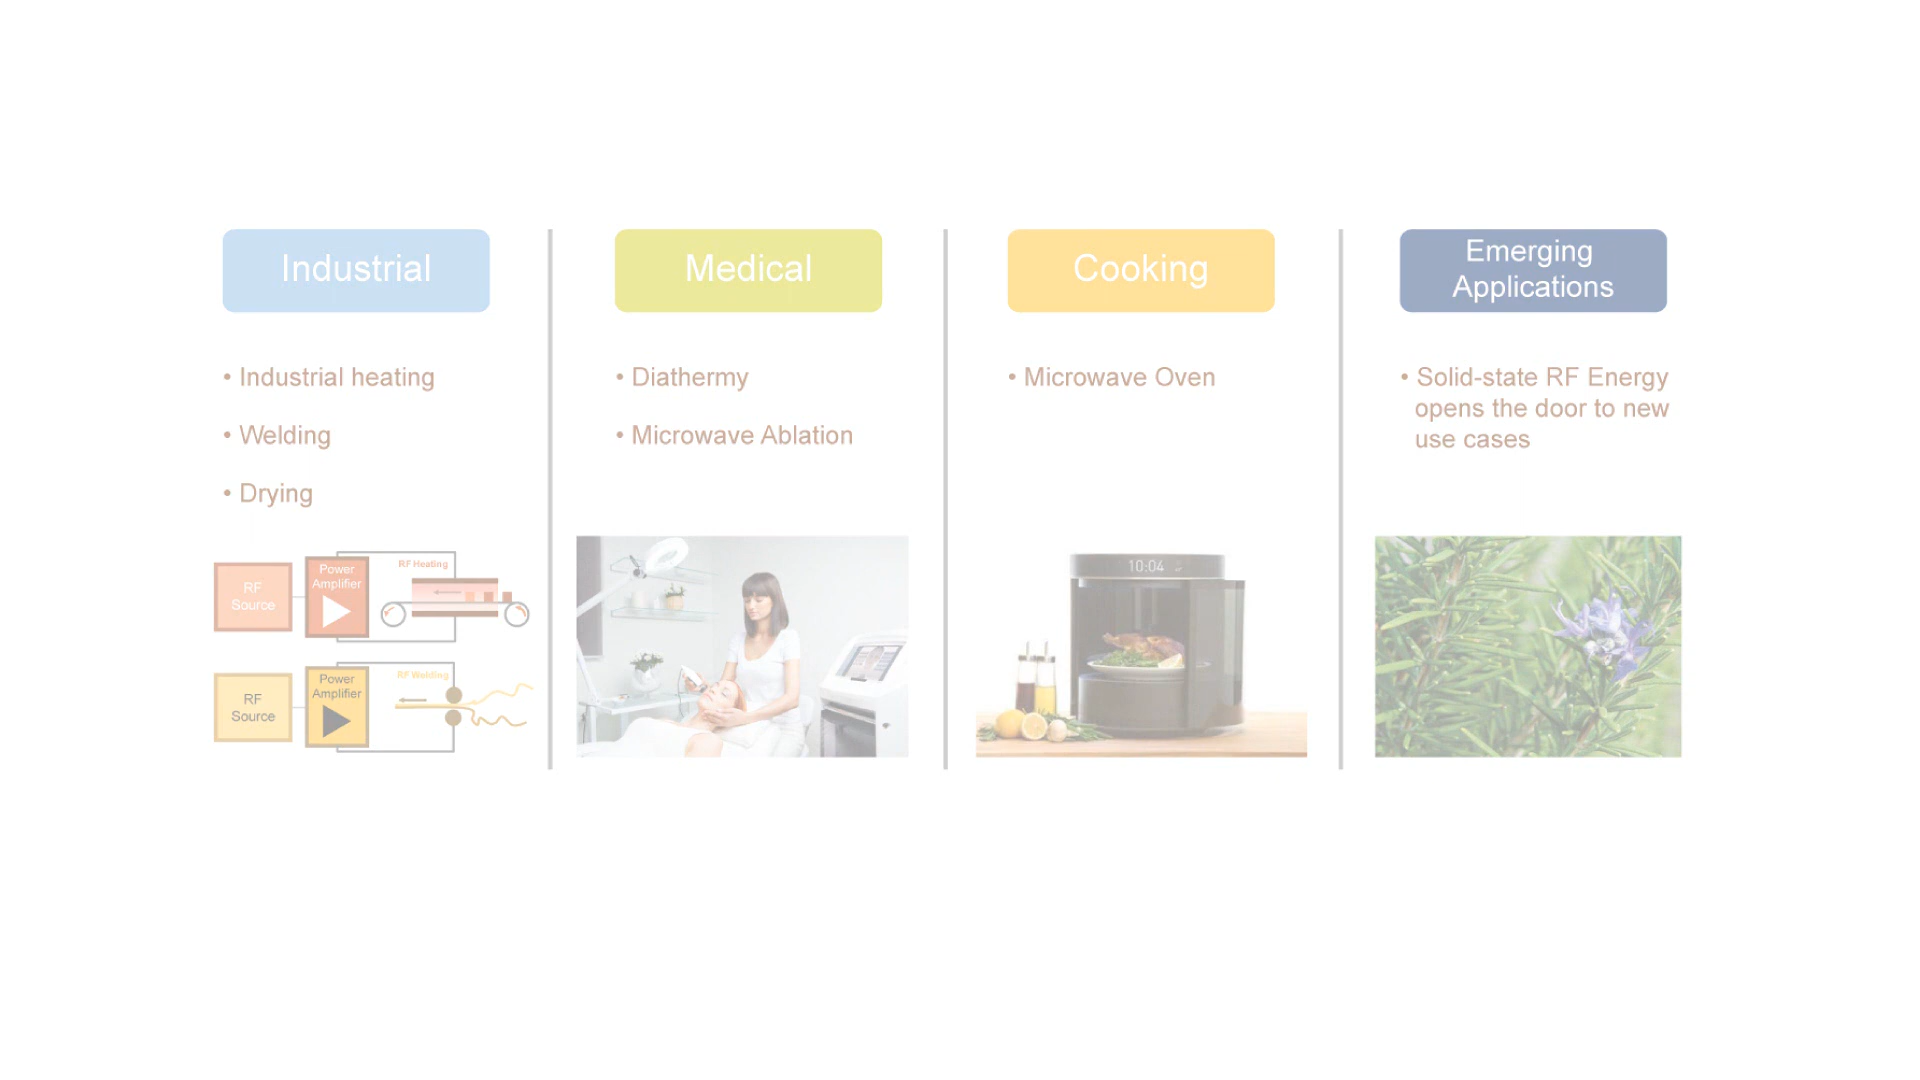 Industrial
• Industrial heating
• Welding
• Drying
RF
Source
Power
Amplifier
RF Heating
RF
Source
Power
Amplifier
RF Welding
Medical
• Diathermy
• Microwave Ablation
Cooking
• Microwave Oven
10:04
Emerging
Applications
• Solid-state RF Energy
opens the door to new
use cases